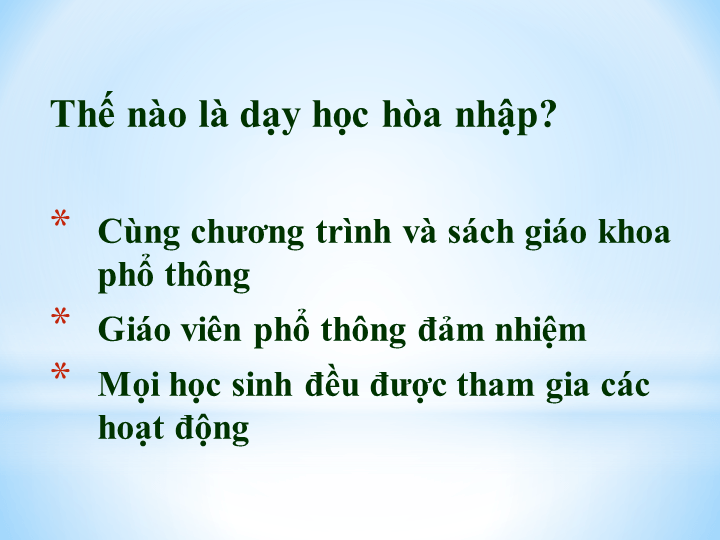 Thế nào là dạy học hòa nhập?
* Cùng chương trình và sách giáo khoa
phổ thông
* Giáo viên phổ thông đảm nhiệm
* Mọi học sinh đều được tham gia các
hoạt động